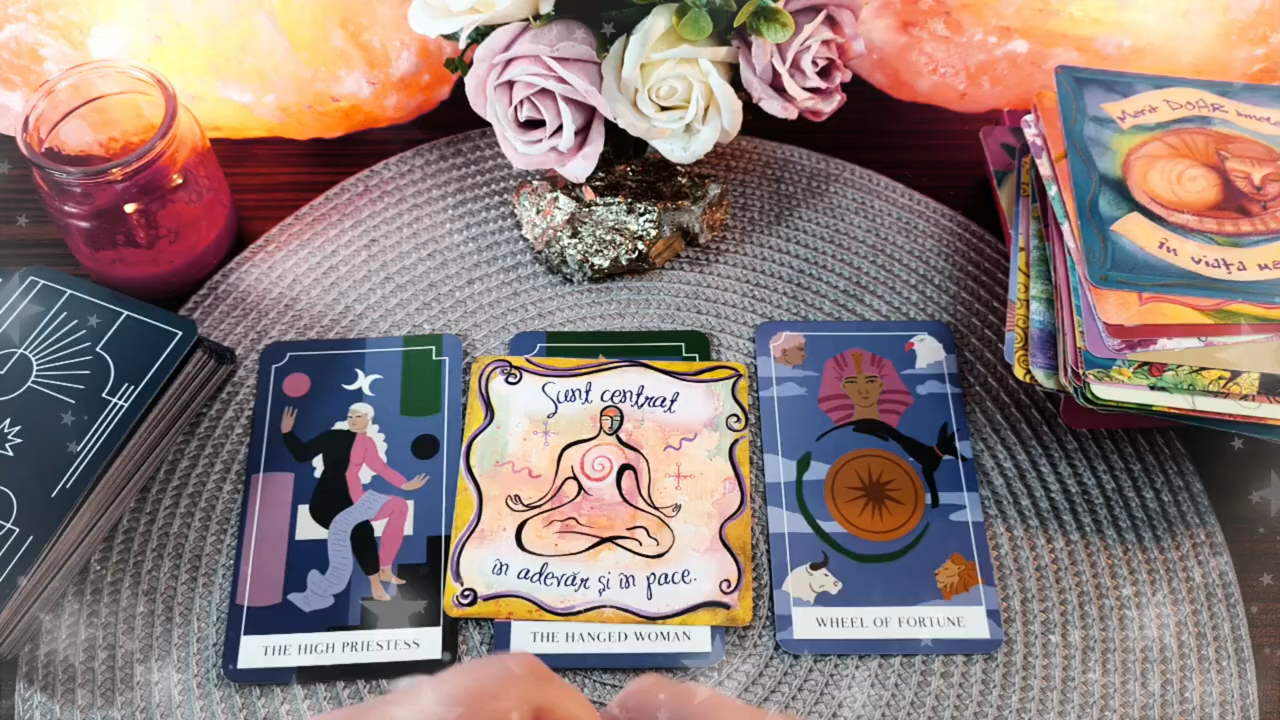 Merit DOAR
în viața
Sunt centrat
în adevăr și în pace.
THE HIGH PRIESTESS
THE HANGED WOMAN
WHEEL OF FORTUNE